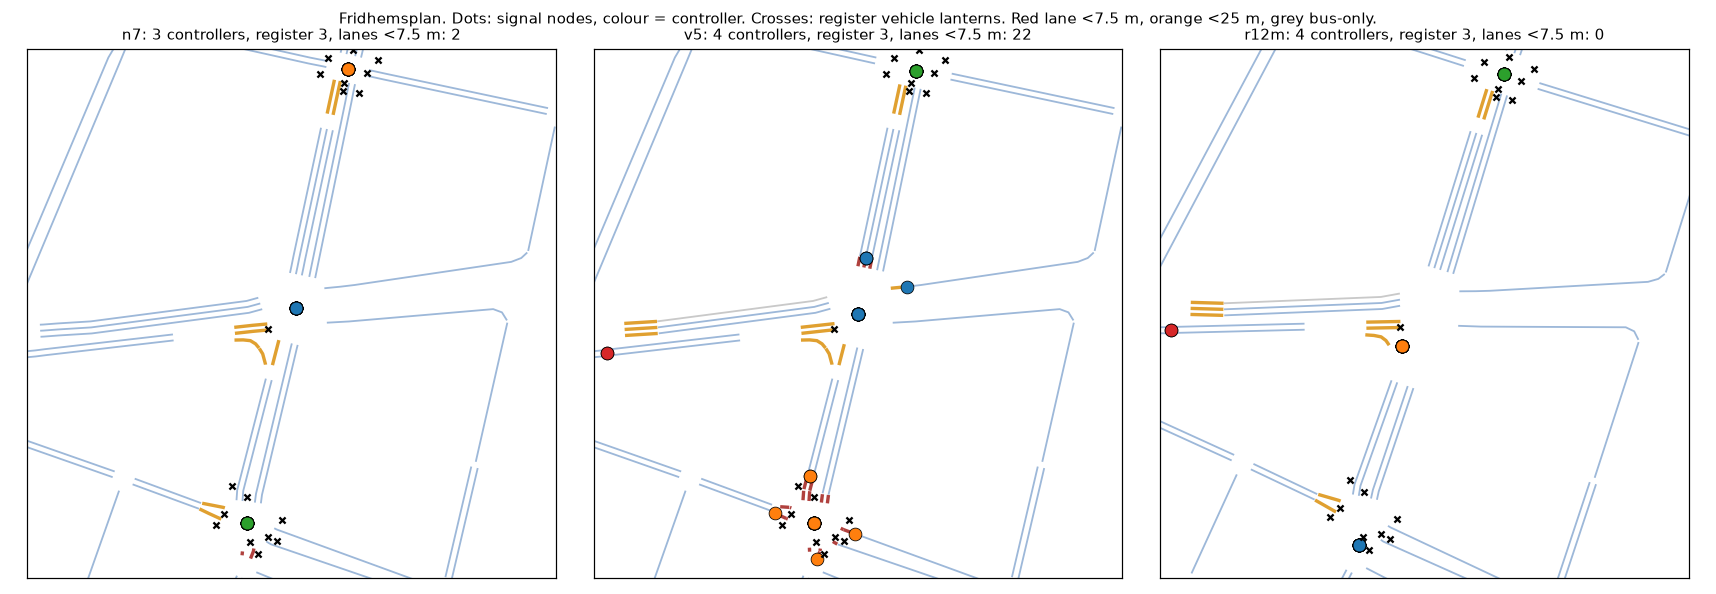 Fridhemsplan. Dots: signal nodes, colour = controller. Crosses: register vehicle lanterns. Red lane <7.5 m, orange <25 m, grey bus-only.
n7: 3 controllers, register 3, lanes <7.5 m: 2
v5: 4 controllers, register 3, lanes <7.5 m: 22
r12m: 4 controllers, register 3, lanes <7.5 m: 0